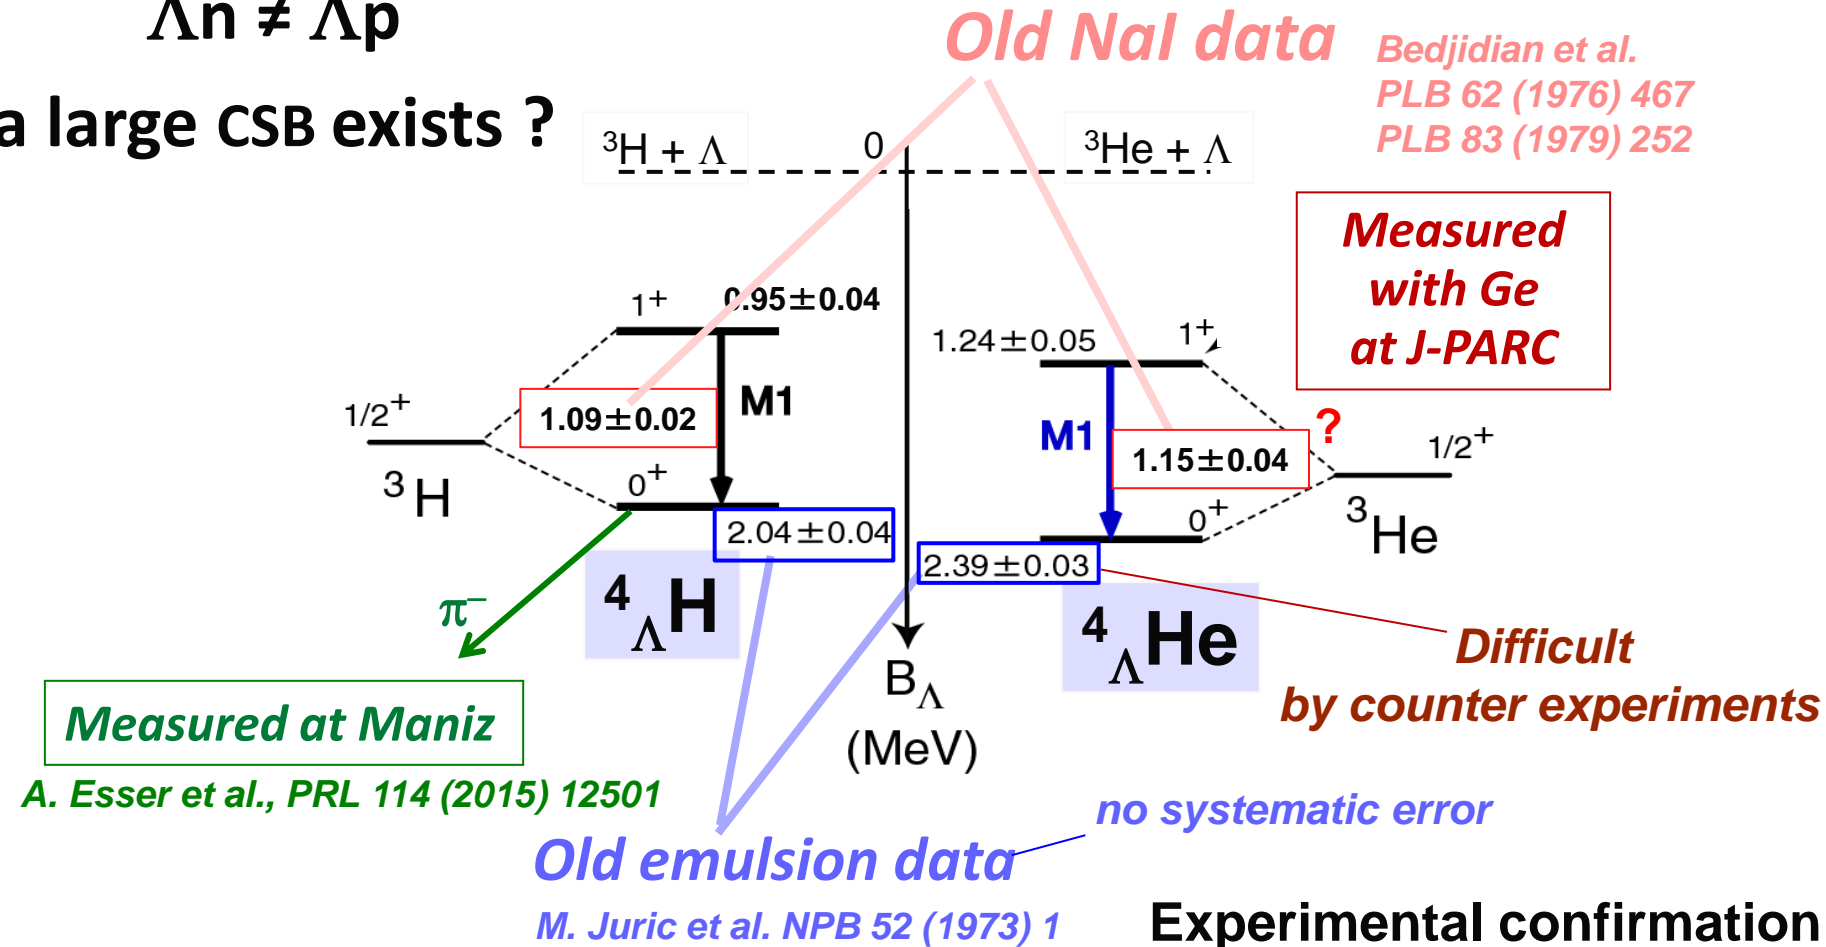 Λn ≠ Λp
a large CSB exists ?
Old NaI data
Bedjidian et al.
PLB 62 (1976) 467
PLB 83 (1979) 252
³H + Λ
0
³He + Λ
Measured
with Ge
at J-PARC
1⁺
0.95±0.04
1.24±0.05
1⁺
1/2⁺
1.09±0.02
M1
M1
1.15±0.04
?
1/2⁺
³H
0⁺
2.04±0.04
0⁺
³He
2.39±0.03
π⁻
⁴ΛH
⁴ΛHe
BΛ
(MeV)
Difficult
by counter experiments
Measured at Maniz
A. Esser et al., PRL 114 (2015) 12501
no systematic error
Old emulsion data
M. Juric et al. NPB 52 (1973) 1
Experimental confirmation